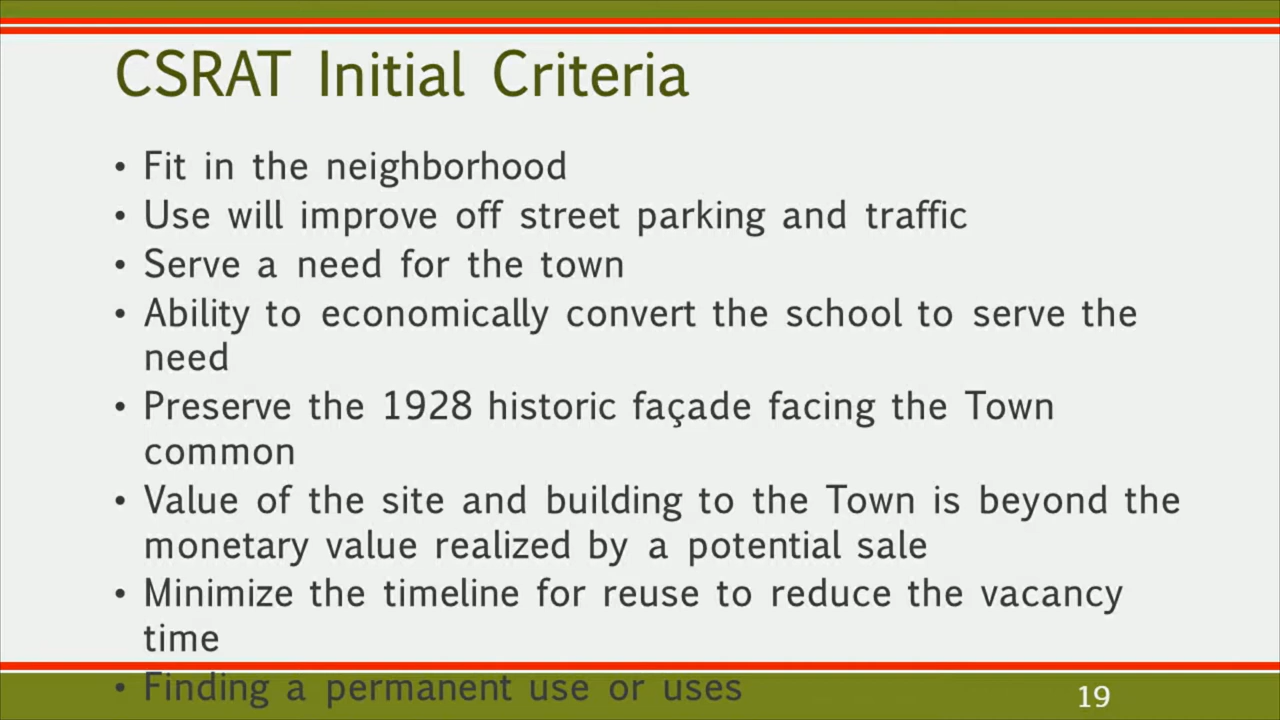 CSRAT Initial Criteria
• Fit in the neighborhood
• Use will improve off street parking and traffic
• Serve a need for the town
• Ability to economically convert the school to serve the
need
• Preserve the 1928 historic façade facing the Town
common
• Value of the site and building to the Town is beyond the
monetary value realized by a potential sale
• Minimize the timeline for reuse to reduce the vacancy
time
• Finding a permanent use or uses
19